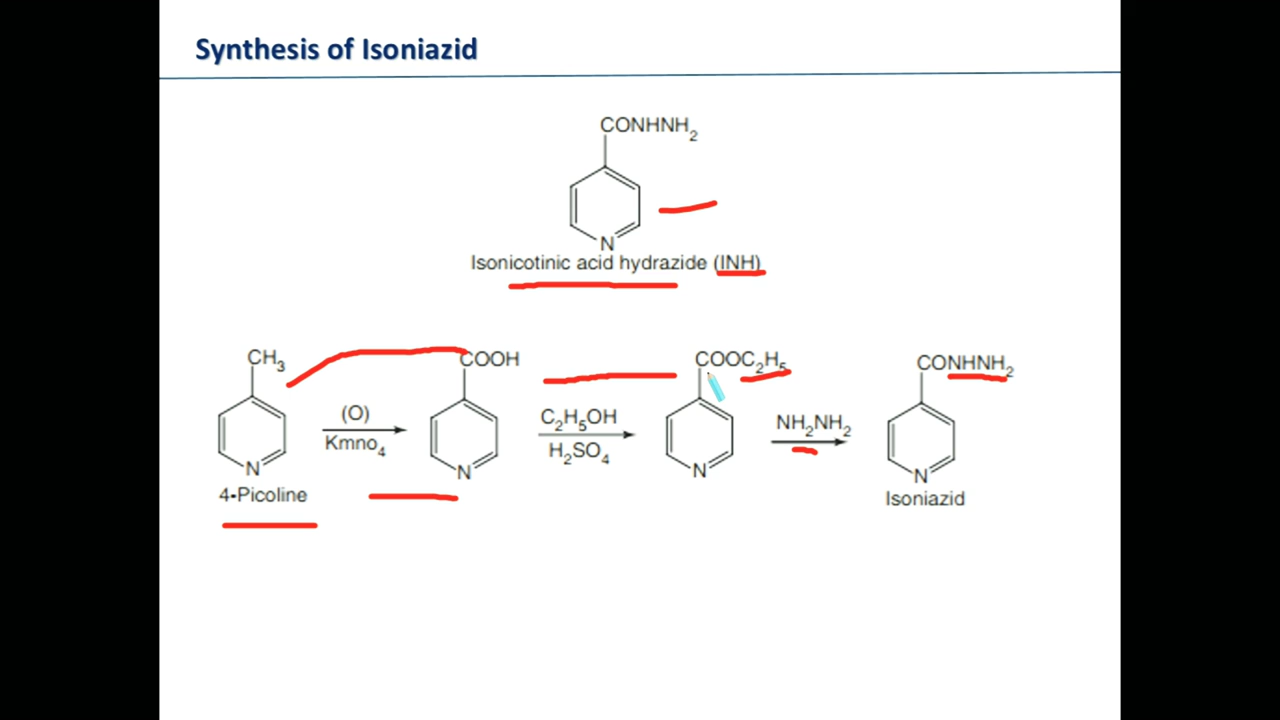 Synthesis of Isoniazid
CONHNH2
N
Isonicotinic acid hydrazide (INH)
CH3
COOH
COOC2H5
CONHNH2
(O)
Kmno4
C2H5OH
H2SO4
NH2NH2
N
N
N
N
4-Picoline
Isoniazid